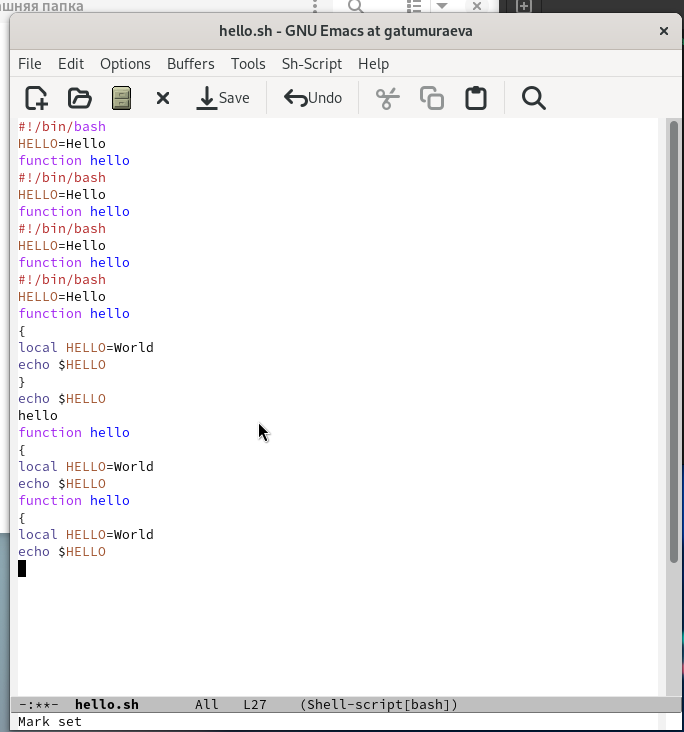 ашняя папка
hello.sh - GNU Emacs at gatumuraeva
File Edit Options Buffers Tools Sh-Script Help
Save Undo
#!/bin/bash
HELLO=Hello
function hello
#!/bin/bash
HELLO=Hello
function hello
#!/bin/bash
HELLO=Hello
function hello
#!/bin/bash
HELLO=Hello
function hello
{
local HELLO=World
echo $HELLO
}
echo $HELLO
hello
function hello
{
local HELLO=World
echo $HELLO
function hello
{
local HELLO=World
echo $HELLO
-:**- hello.sh All L27 (Shell-script[bash])
Mark set